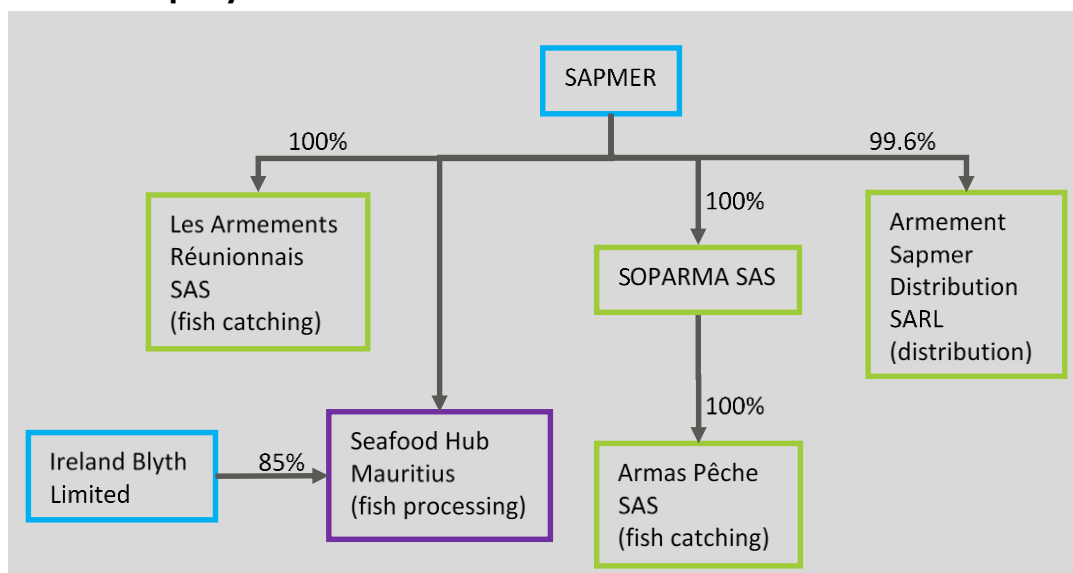 SAPMER
100%
99.6%
Les Armements
Réunionnais
SAS
(fish catching)
100%
SOPARMA SAS
Armement
Sapmer
Distribution
SARL
(distribution)
100%
Ireland Blyth
Limited
85%
Seafood Hub
Mauritius
(fish processing)
Armas Pêche
SAS
(fish catching)